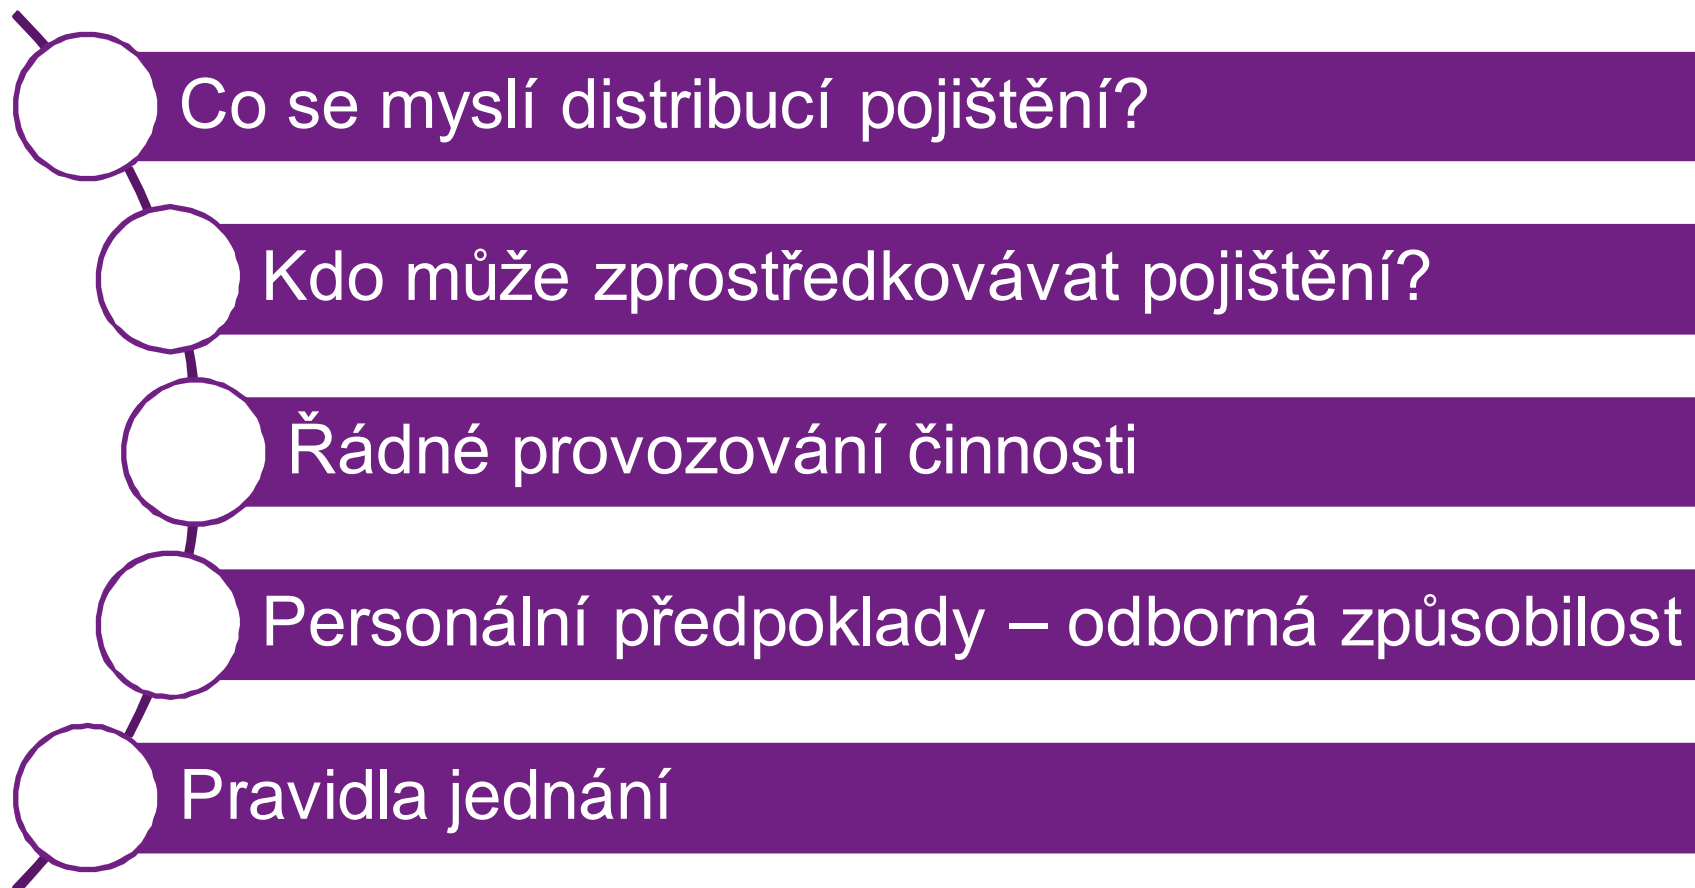 Co se myslí distribucí pojištění?
Kdo může zprostředkovávat pojištění?
Řádné provozování činnosti
Personální předpoklady – odborná způsobilost
Pravidla jednání